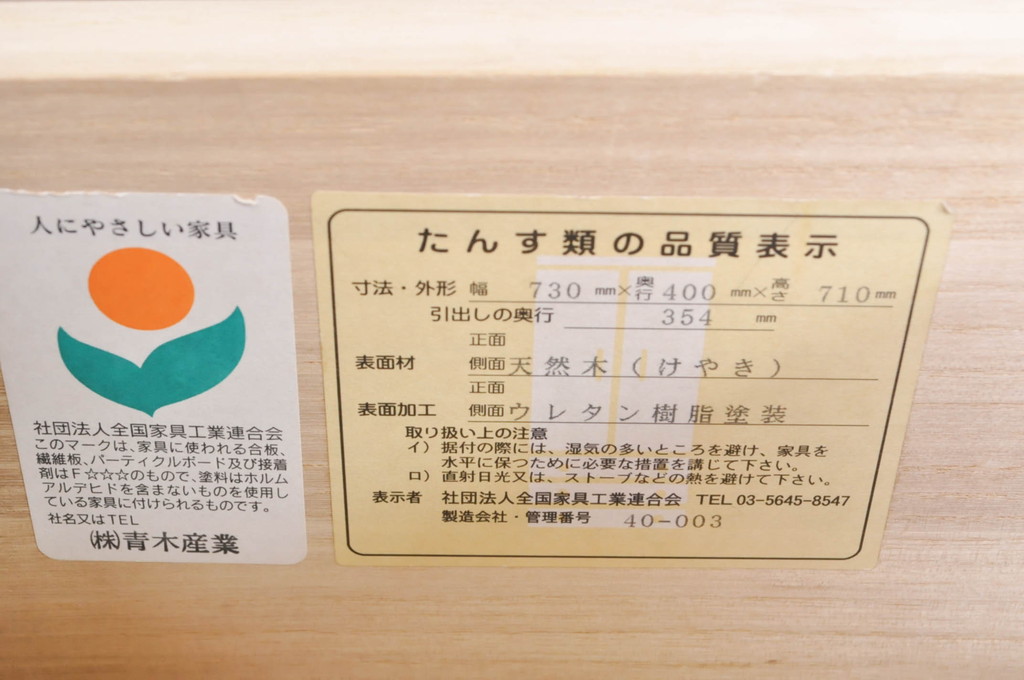 人にやさしい家具
社団法人全国家具工業連合会
このマークは、家具に使われる合板、
繊維板、パーティクルボード及び接着
剤はF☆☆☆のもので、塗料はホルム
アルデヒドを含まないものを使用し
ている家具に付けられるものです。
社名又はTEL
(株)青木産業
たんす類の品質表示
寸法・外形 幅 730 mm×奥行400 mm×高さ 710mm
引出しの奥行 354 mm
正面
表面材 側面天然木(けやき)
正面
表面加工 側面ウレタン樹脂塗装
取り扱い上の注意
イ)据付の際には、湿気の多いところを避け、家具を
水平に保つために必要な措置を講じて下さい。
ロ)直射日光又は、ストーブなどの熱を避けて下さい。
表示者 社団法人全国家具工業連合会 TEL 03-5645-8547
製造会社・管理番号 40-003